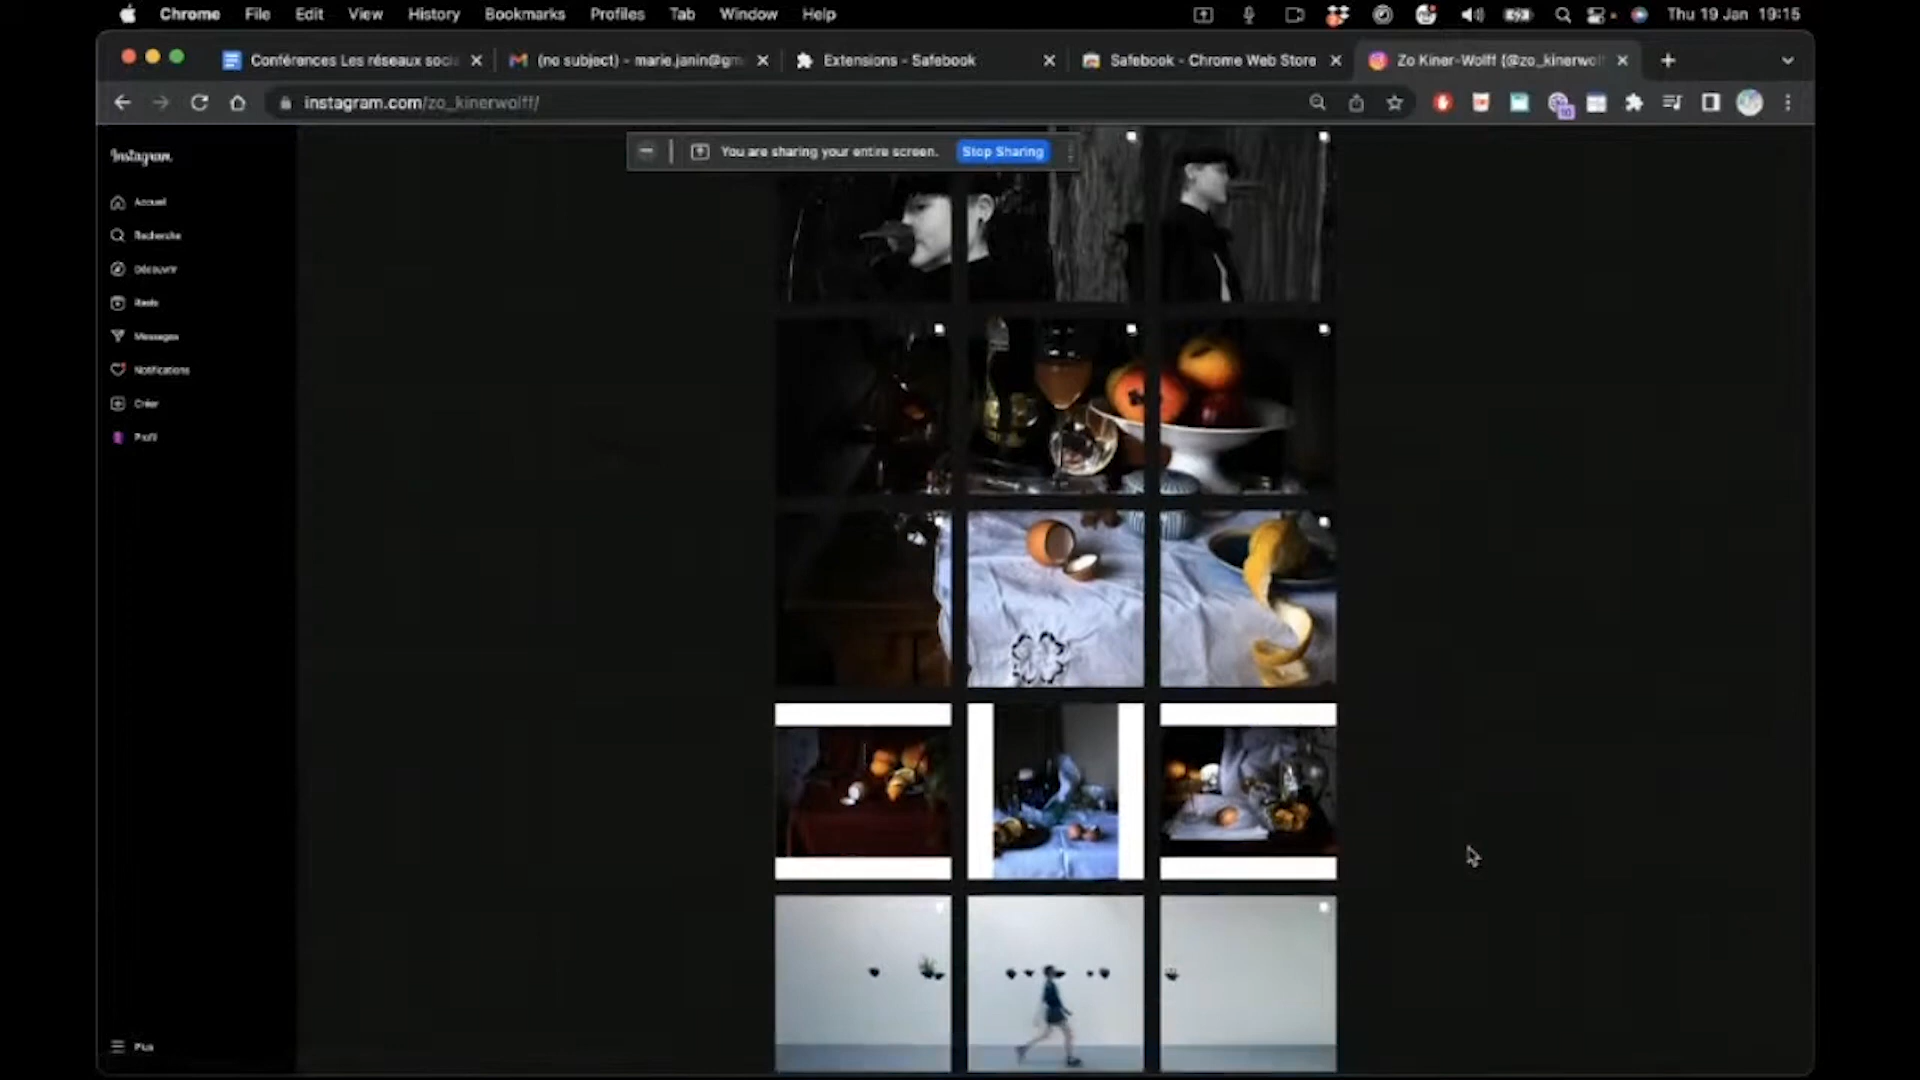 Chrome File Edit View History Bookmarks Profiles Tab Window Help Thu 19 Jan 19:15
Conférences Les réseaux soci (no subject) - marie.janin@gm Extensions - Safebook Safebook - Chrome Web Store Zo Kiner-Wolff (@zo_kinerwolf
instagram.com/zo_kinerwolff/
You are sharing your entire screen. Stop Sharing
Instagram
Accueil
Recherche
Découvrir
Reels
Messages
Notifications
Créer
Profil
Plus